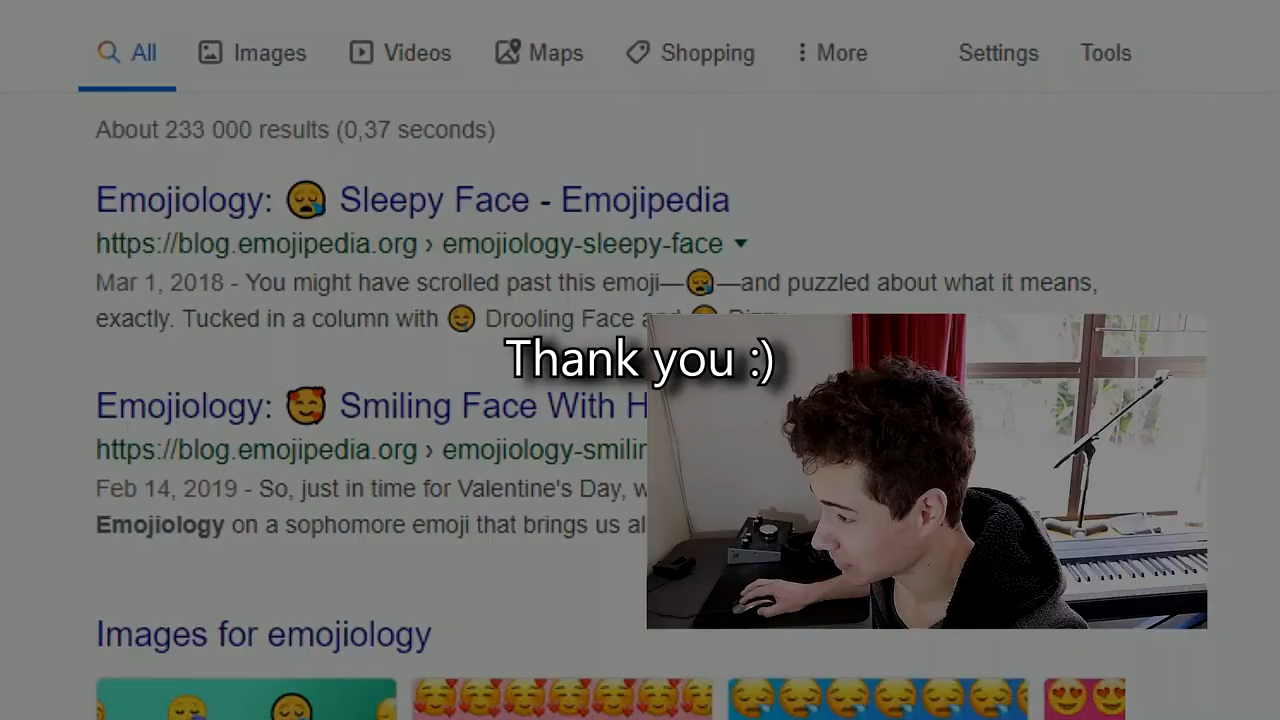 All Images Videos Maps Shopping More Settings Tools
About 233 000 results (0,37 seconds)
Emojiology: 😪 Sleepy Face - Emojipedia
https://blog.emojipedia.org › emojiology-sleepy-face
Mar 1, 2018 - You might have scrolled past this emoji—😪—and puzzled about what it means,
exactly. Tucked in a column with 🤤 Drooling Face and
Thank you :)
Emojiology: 🥰 Smiling Face With
https://blog.emojipedia.org ›
Feb 14, 2019 - So, just in time for Valentine's Day,
Emojiology on a sophomore emoji that brings us
Images for emojiology